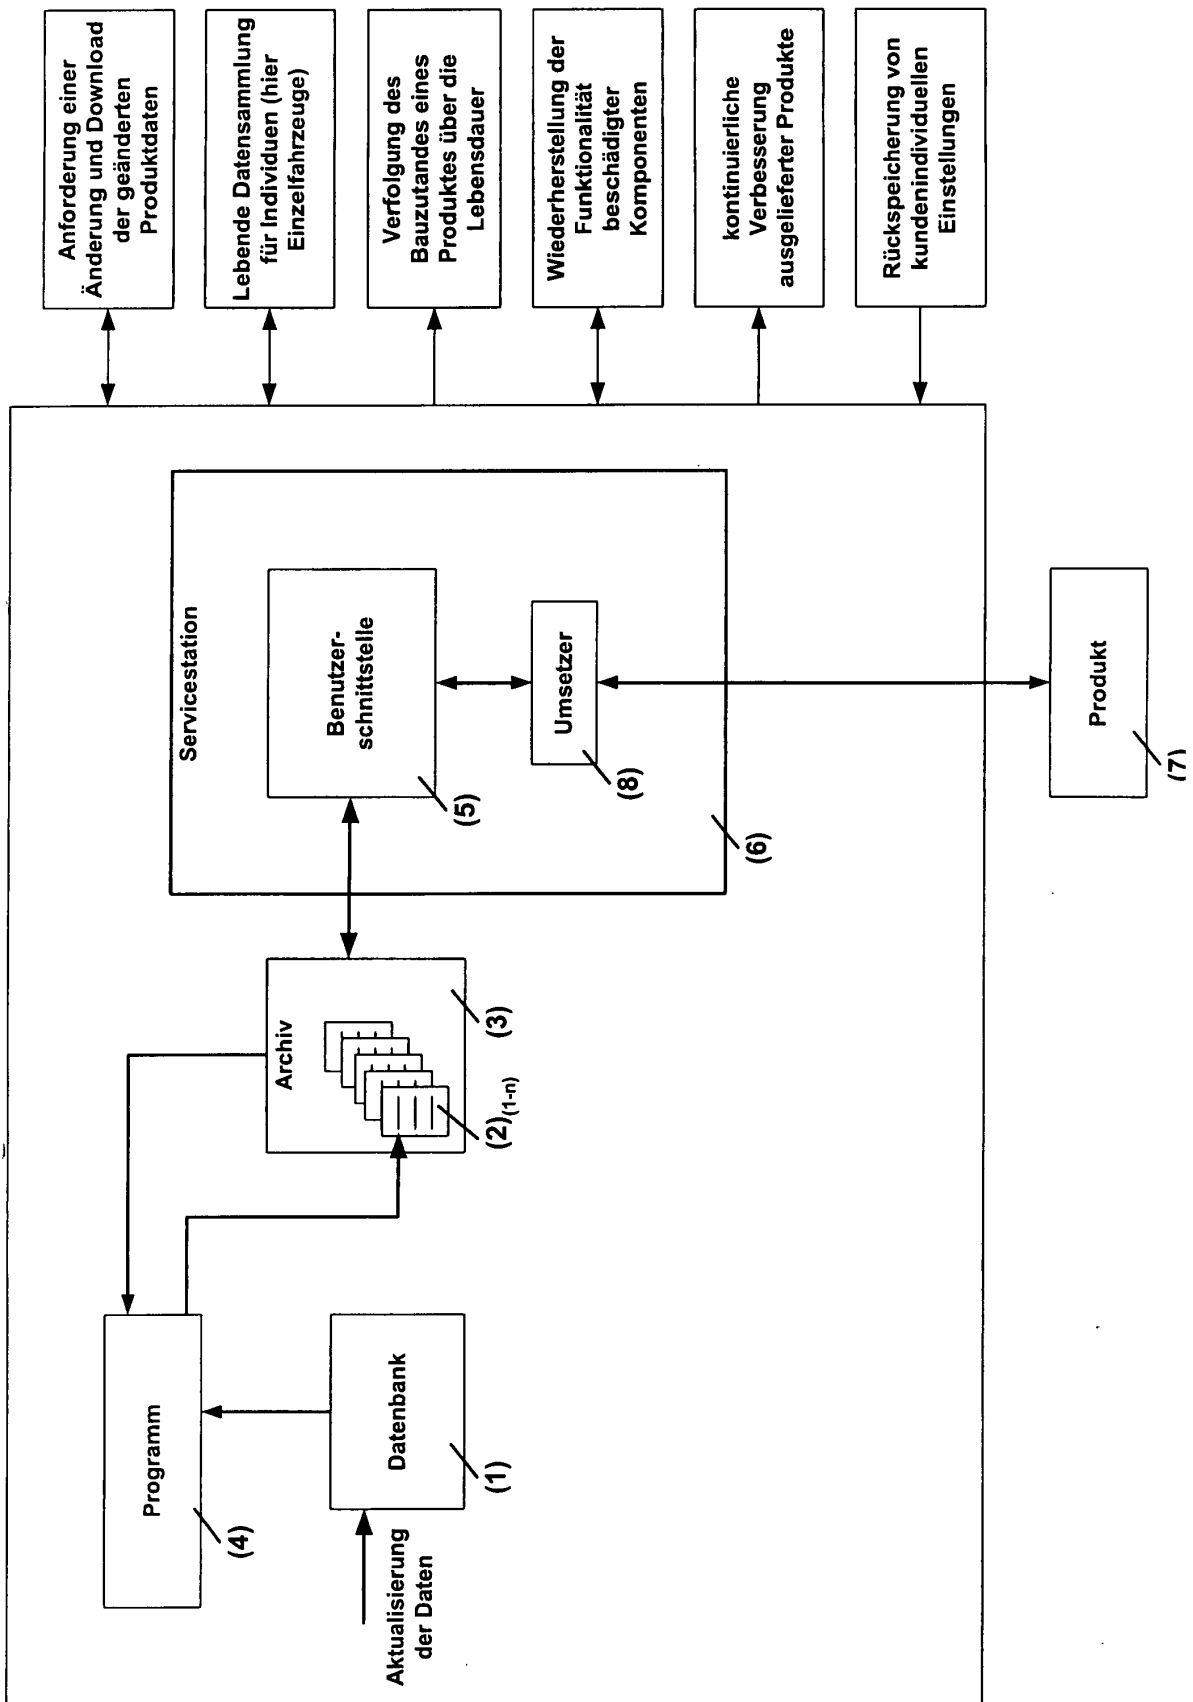 Anforderung einer
Änderung und Download
der geänderten
Produktdaten
Lebende Datensammlung
für Individuen (hier
Einzelfahrzeuge)
Verfolgung des
Bauzutandes eines
Produktes über die
Lebensdauer
Wiederherstellung der
Funktionalität
beschädigter
Komponenten
kontinuierliche
Verbesserung
ausgelieferter Produkte
Rückspeicherung von
kundenindividuellen
Einstellungen
Servicestation
Benutzer-
schnittstelle
(5)
Umsetzer
(8)
(6)
Produkt
(7)
Archiv
(3)
(2)(1-n)
Programm
(4)
Datenbank
(1)
Aktualisierung
der Daten